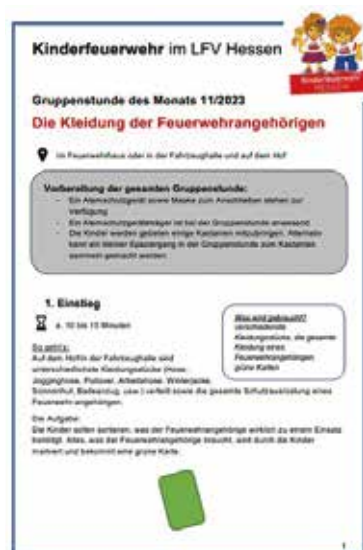 Kinderfeuerwehr im LFV Hessen
Kinderfeuerwehr
HESSEN
Gruppenstunde des Monats 11/2023
Die Kleidung der Feuerwehrangehörigen
Im Feuerwehrhaus oder in der Fahrzeughalle und auf dem Hof
Vorbereitung der gesamten Gruppenstunde:
- Ein Atemschutzgerät sowie Maske zum Anschließen stehen zur
Verfügung
- Ein Atemschutzgeräteträger ist bei der Gruppenstunde anwesend
- Die Kinder werden gebeten einige Kastanien mitzubringen. Alternativ
kann ein kleiner Spaziergang in der Gruppenstunde zum Kastanien
sammeln gemacht werden
1. Einstieg
a. 10 bis 15 Minuten
Was wird gebraucht?
verschiedene
Kleidungsstücke, die gesamte
Kleidung eines
Feuerwehrangehörigen
grüne Karten
So geht's:
Auf dem Hof/in der Fahrzeughalle sind
unterschiedlichste Kleidungsstücke (Hose,
Jogginghose, Pullover, Arbeitshose, Winterjacke,
Sonnenhut, Badeanzug, usw.) verteilt sowie die gesamte Schutzausrüstung eines
Feuerwehrangehörigen.
Die Aufgabe:
Die Kinder sollen sortieren, was der Feuerwehrangehörige wirklich zu einem Einsatz
benötigt. Alles, was der Feuerwehrangehörige braucht, wird durch die Kinder
markiert und bekommt eine grüne Karte.
1